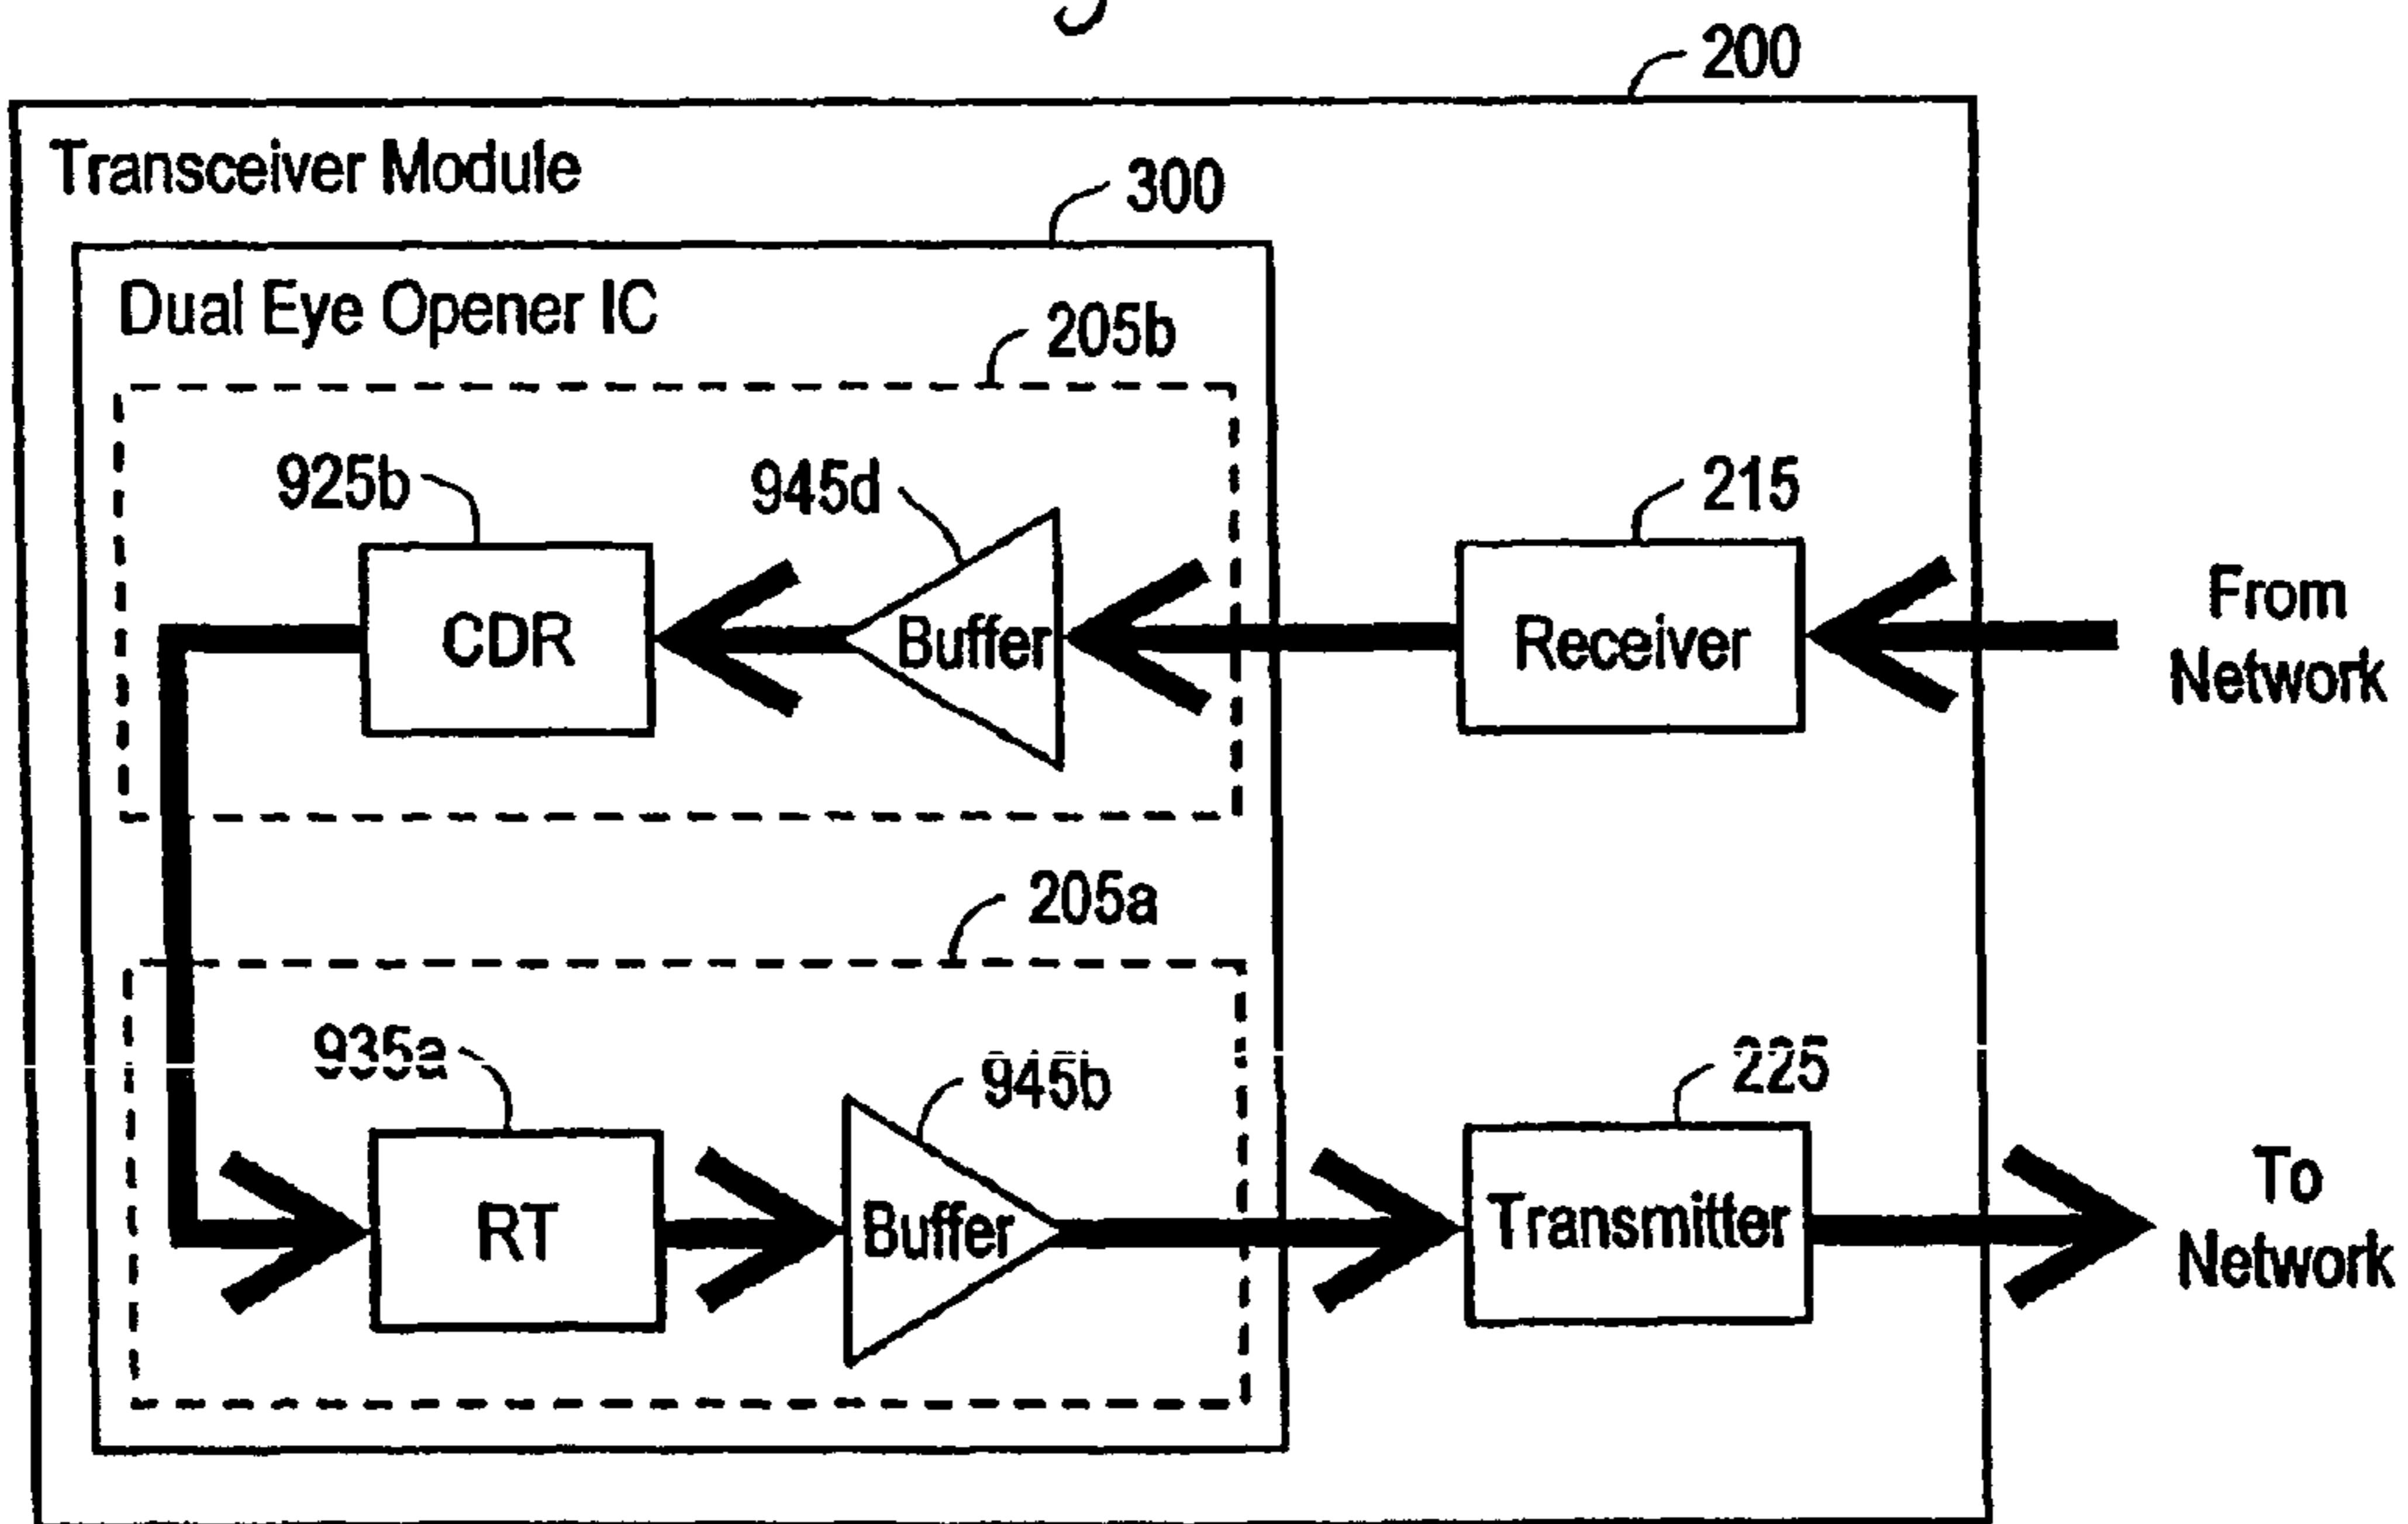 200
Transceiver Module
300
Dual Eye Opener IC
205b
925b
945d
215
CDR
Buffer
Receiver
From
Network
205a
935a
945b
225
RT
Buffer
Transmitter
To
Network